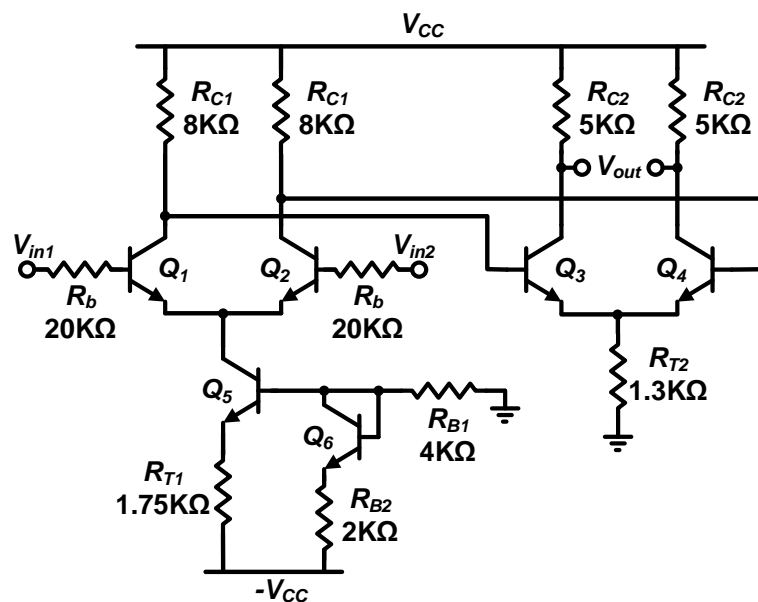 VCC
RC1
8KΩ
RC1
8KΩ
RC2
5KΩ
RC2
5KΩ
Vout
Vin1
Rb
20KΩ
Q1
Q2
Vin2
Rb
20KΩ
Q3
Q4
RT2
1.3KΩ
Q5
Q6
RB1
4KΩ
RT1
1.75KΩ
RB2
2KΩ
-VCC